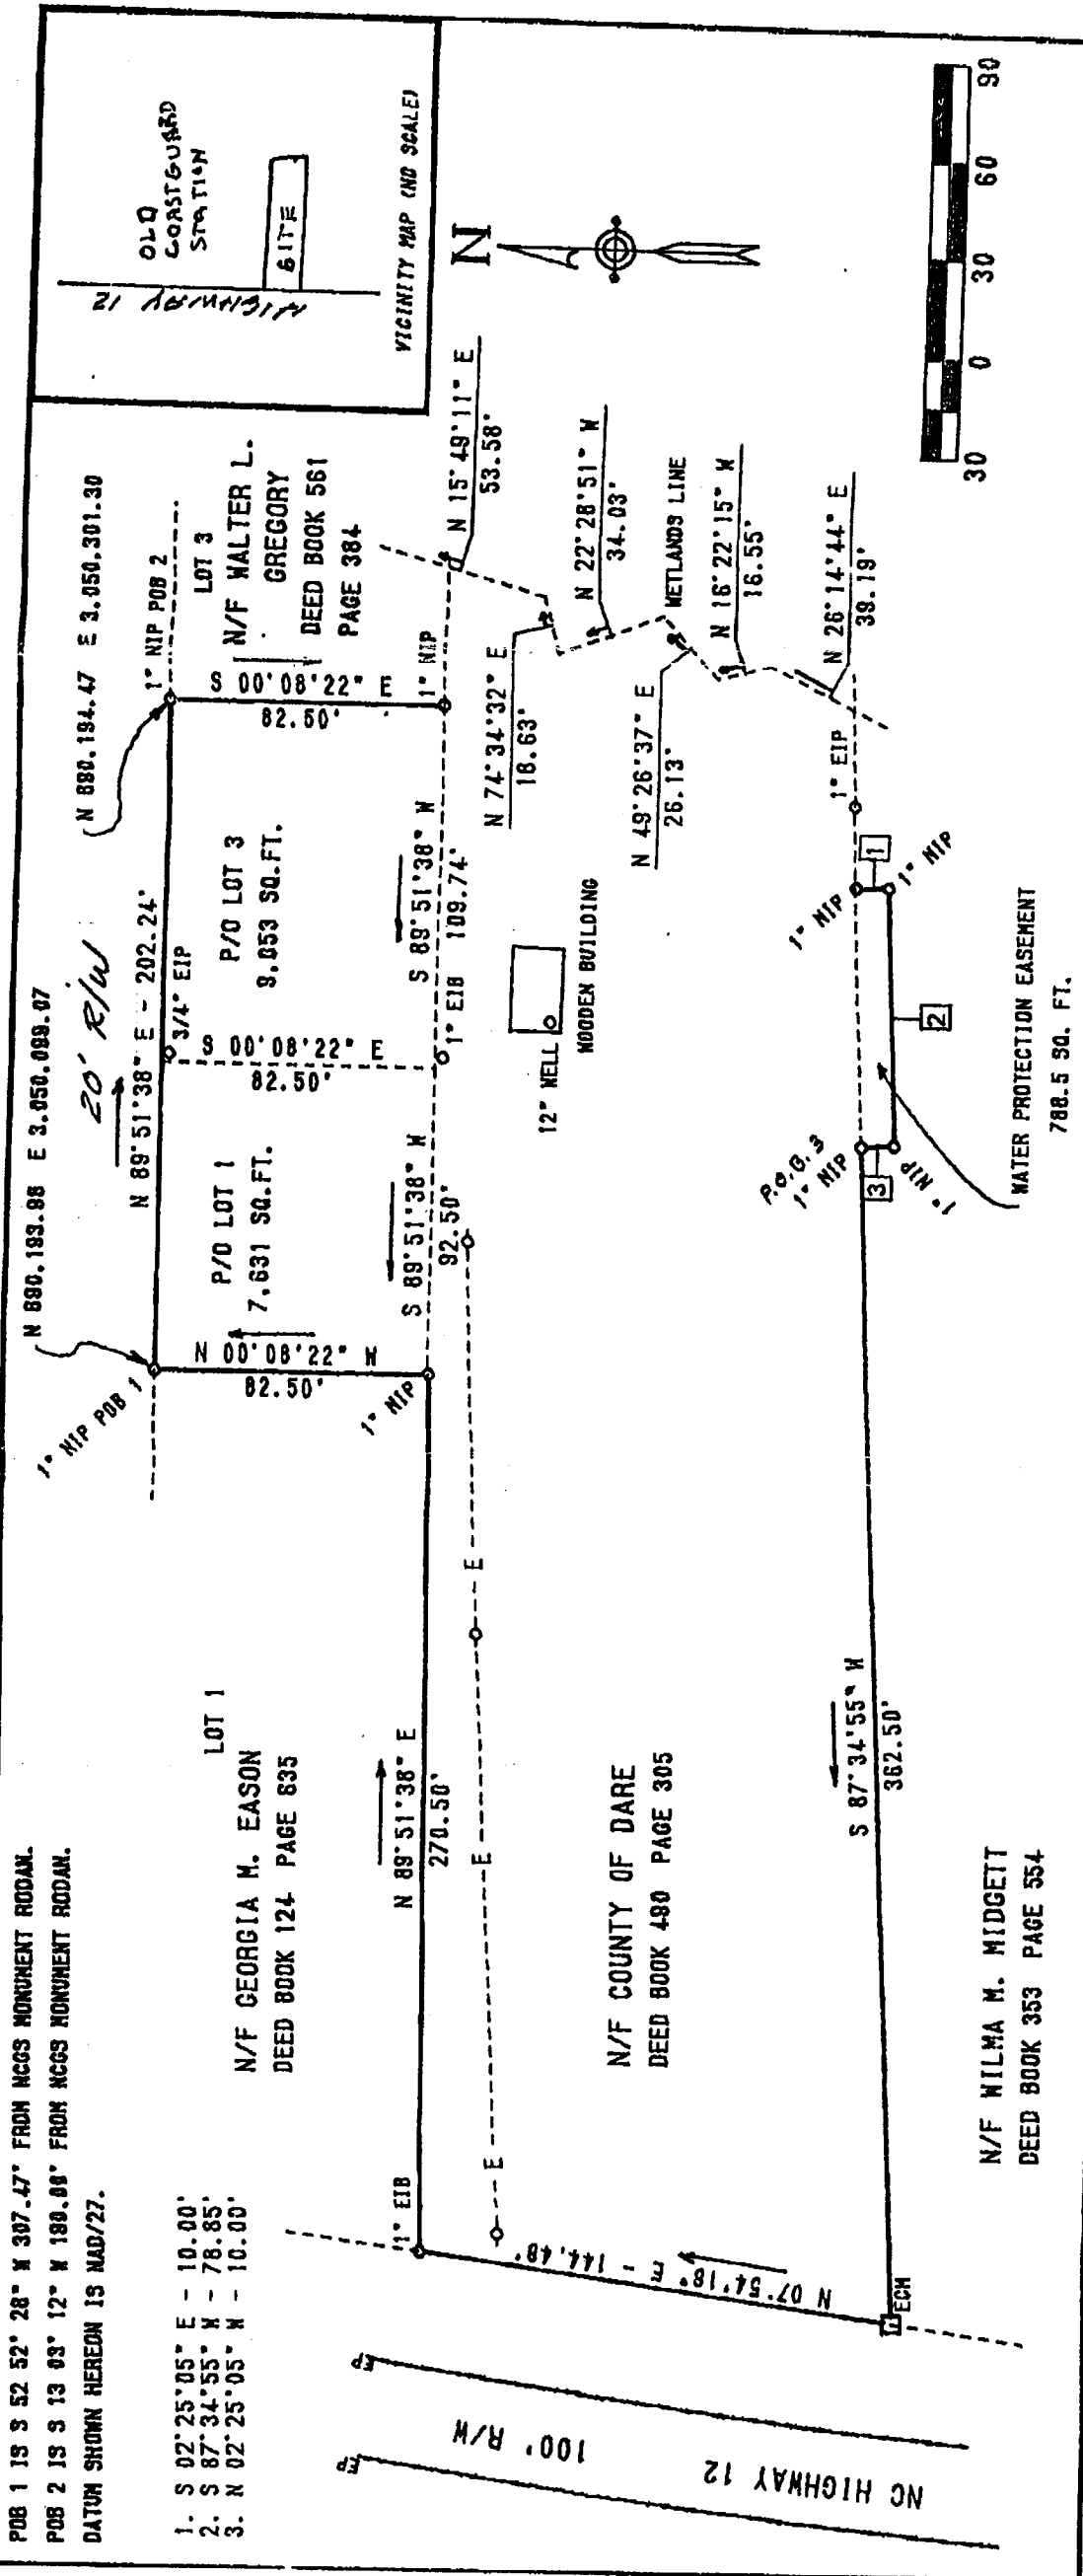 POB 1 IS S 52 52" 28" W 307.47' FROM NCGS MONUMENT RODAN.
POB 2 IS S 13 03" 12" W 190.00' FROM NCGS MONUMENT RODAN.
DATUM SHOWN HEREON IS NAD/27.
1. S 02°25'05" E - 10.00'
2. S 87°34'55" W - 78.85'
3. N 02°25'05" W - 10.00'
N 890.193.98 E 3.050.099.07
N 890.194.47 E 3.050.301.30
OLD
COASTGUARD
STATION
SITE
HIGHWAY 12
VICINITY MAP (NO SCALE)
N
20' R/W
1" NIP POB 1
N 89°51'38" E - 202.24'
3/4" EIP
1" NIP POB 2
LOT 1
N/F GEORGIA M. EASON
DEED BOOK 124 PAGE 635
N 00°08'22" W
82.50'
P/O LOT 1
7.631 SQ.FT.
S 00°08'22" E
82.50'
P/O LOT 3
9.053 SQ.FT.
S 00°08'22" E
82.50'
LOT 3
N/F WALTER L.
GREGORY
DEED BOOK 561
PAGE 384
1" EIB
N 89°51'38" E
270.50'
1" NIP
S 89°51'38" W
92.50'
1" EIB
S 89°51'38" W
109.74'
1" NIP
N 15°49'11" E
53.58'
E
E
E
N 74°34'32" E
18.63'
N 22°28'51" W
34.03'
12" WELL
WOODEN BUILDING
WETLANDS LINE
N 49°26'37" E
26.13'
N 16°22'15" W
16.55'
N 26°14'44" E
38.19'
N/F COUNTY OF DARE
DEED BOOK 480 PAGE 305
N 07°54'18" E - 144.48'
EP
EP
100' R/W
NC HIGHWAY 12
ECM
S 87°34'55" W
362.50'
P.O.B. 3
1" NIP
1" NIP
1" EIP
3
1" NIP
2
1
1" NIP
WATER PROTECTION EASEMENT
788.5 SQ. FT.
N/F WILMA M. MIDGETT
DEED BOOK 353 PAGE 554
30 0 30 60 90